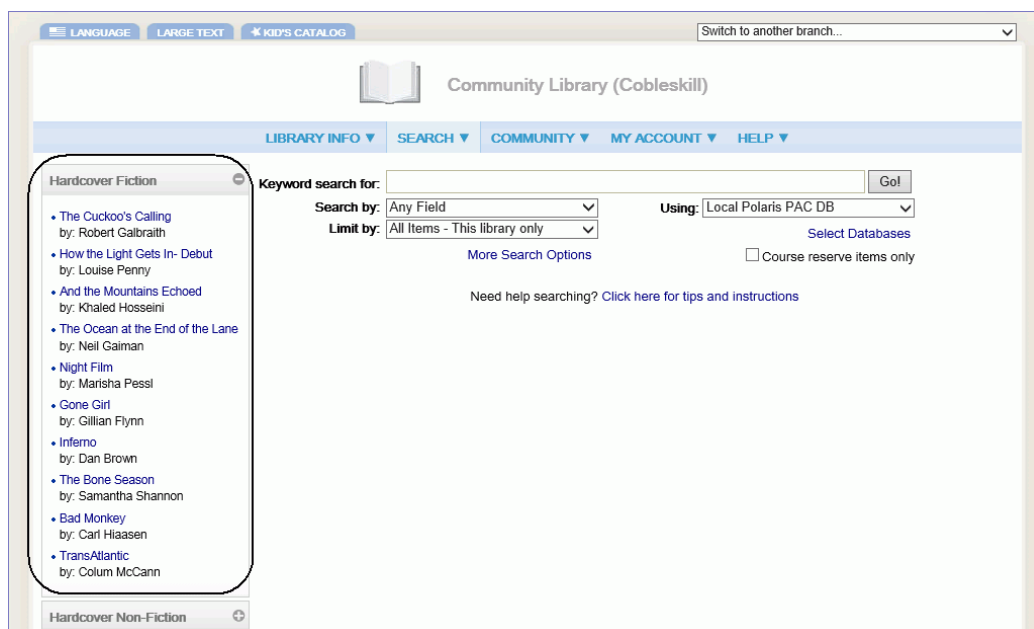 LANGUAGE LARGE TEXT KID'S CATALOG Switch to another branch...
Community Library (Cobleskill)
LIBRARY INFO ▼ SEARCH ▼ COMMUNITY ▼ MY ACCOUNT ▼ HELP ▼
Hardcover Fiction
• The Cuckoo's Calling
by: Robert Galbraith
• How the Light Gets In- Debut
by: Louise Penny
• And the Mountains Echoed
by: Khaled Hosseini
• The Ocean at the End of the Lane
by: Neil Gaiman
• Night Film
by: Marisha Pessl
• Gone Girl
by: Gillian Flynn
• Inferno
by: Dan Brown
• The Bone Season
by: Samantha Shannon
• Bad Monkey
by: Carl Hiaasen
• TransAtlantic
by: Colum McCann
Hardcover Non-Fiction
Keyword search for: Go!
Search by: Any Field Using: Local Polaris PAC DB
Limit by: All Items - This library only Select Databases
More Search Options Course reserve items only
Need help searching? Click here for tips and instructions